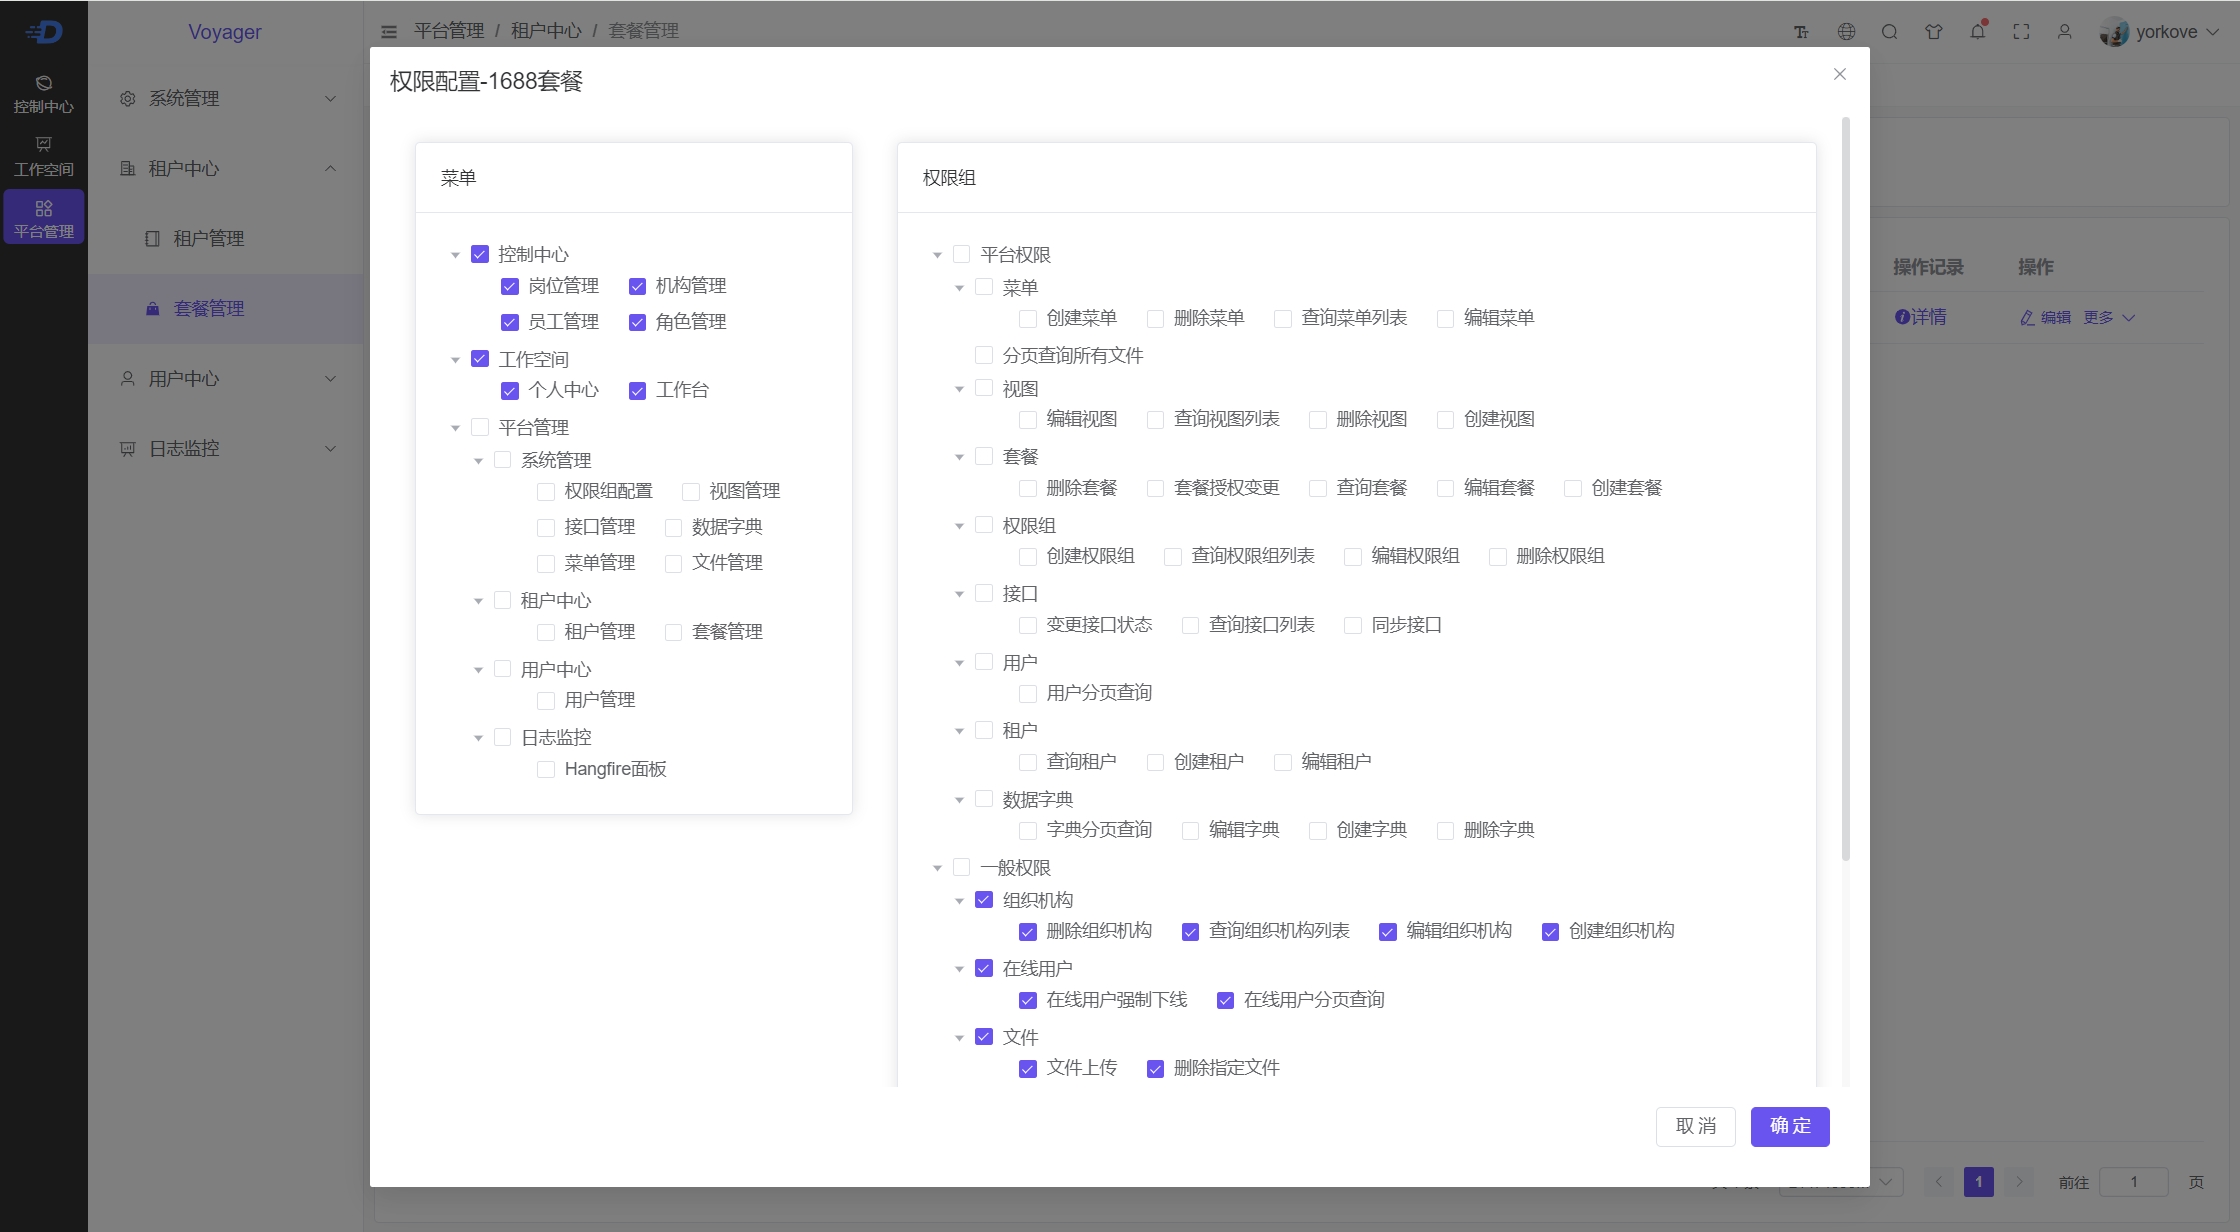 Voyager
平台管理 / 租户中心 / 套餐管理
yorkove
控制中心
工作空间
平台管理
系统管理
租户中心
租户管理
套餐管理
用户中心
日志监控
权限配置-1688套餐
菜单
控制中心
岗位管理 机构管理
员工管理 角色管理
工作空间
个人中心 工作台
平台管理
系统管理
权限组配置 视图管理
接口管理 数据字典
菜单管理 文件管理
租户中心
租户管理 套餐管理
用户中心
用户管理
日志监控
Hangfire面板
权限组
平台权限
菜单
创建菜单 删除菜单 查询菜单列表 编辑菜单
分页查询所有文件
视图
编辑视图 查询视图列表 删除视图 创建视图
套餐
删除套餐 套餐授权变更 查询套餐 编辑套餐 创建套餐
权限组
创建权限组 查询权限组列表 编辑权限组 删除权限组
接口
变更接口状态 查询接口列表 同步接口
用户
用户分页查询
租户
查询租户 创建租户 编辑租户
数据字典
字典分页查询 编辑字典 创建字典 删除字典
一般权限
组织机构
删除组织机构 查询组织机构列表 编辑组织机构 创建组织机构
在线用户
在线用户强制下线 在线用户分页查询
文件
文件上传 删除指定文件
取消 确定
操作记录 操作
详情 编辑 更多
1 前往 1 页